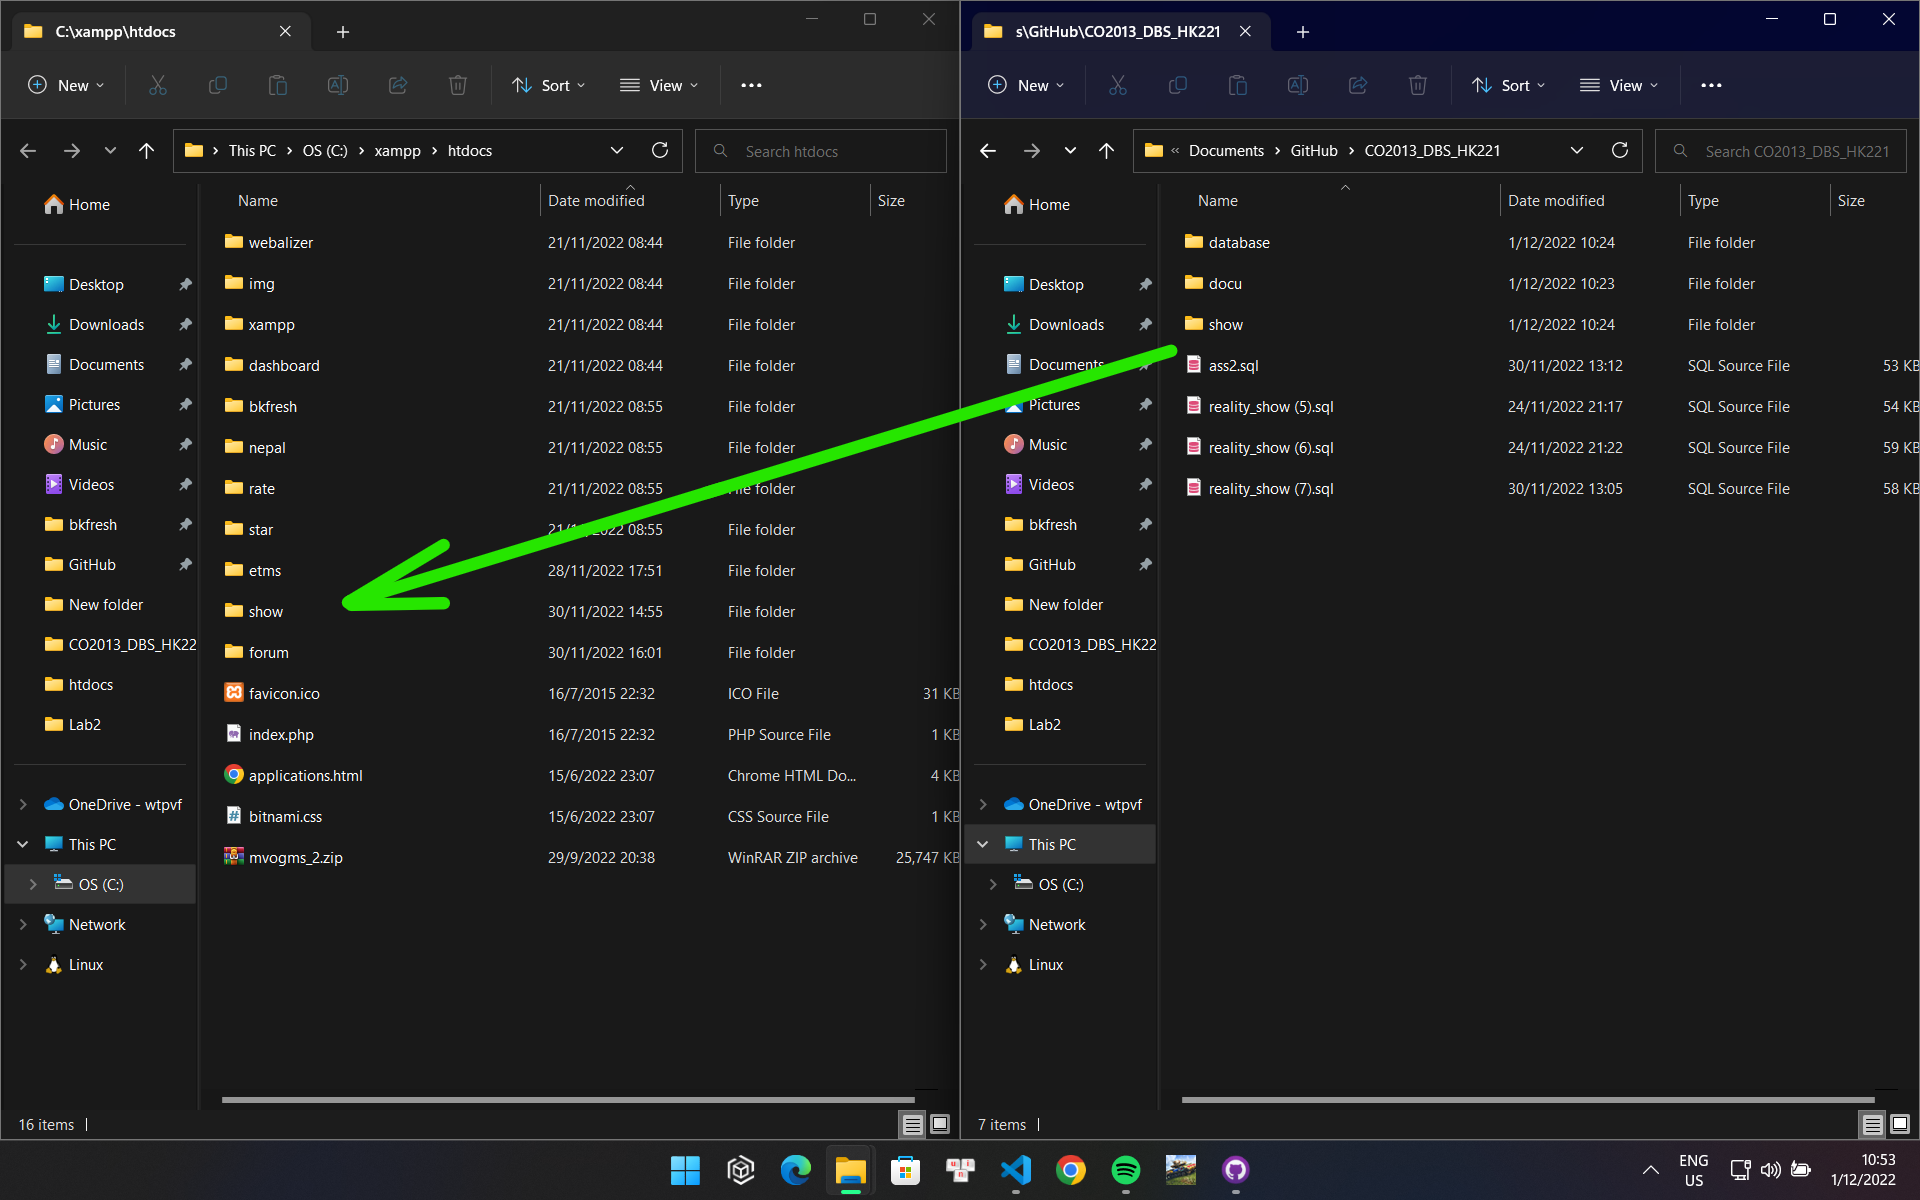 C:\xampp\htdocs
New
Sort
View
This PC
OS (C:)
xampp
htdocs
Search htdocs
Home
Desktop
Downloads
Documents
Pictures
Music
Videos
bkfresh
GitHub
New folder
CO2013_DBS_HK22
htdocs
Lab2
OneDrive - wtpvf
This PC
OS (C:)
Network
Linux
Name Date modified Type Size
webalizer 21/11/2022 08:44 File folder
img 21/11/2022 08:44 File folder
xampp 21/11/2022 08:44 File folder
dashboard 21/11/2022 08:44 File folder
bkfresh 21/11/2022 08:55 File folder
nepal 21/11/2022 08:55 File folder
rate 21/11/2022 08:55 File folder
star 21/11/2022 08:55 File folder
etms 28/11/2022 17:51 File folder
show 30/11/2022 14:55 File folder
forum 30/11/2022 16:01 File folder
favicon.ico 16/7/2015 22:32 ICO File 31 KB
index.php 16/7/2015 22:32 PHP Source File 1 KB
applications.html 15/6/2022 23:07 Chrome HTML Do... 4 KB
bitnami.css 15/6/2022 23:07 CSS Source File 1 KB
mvogms_2.zip 29/9/2022 20:38 WinRAR ZIP archive 25,747 KB
16 items
s\GitHub\CO2013_DBS_HK221
New
Sort
View
« Documents
GitHub
CO2013_DBS_HK221
Search CO2013_DBS_HK221
Home
Desktop
Downloads
Documents
Pictures
Music
Videos
bkfresh
GitHub
New folder
CO2013_DBS_HK22
htdocs
Lab2
OneDrive - wtpvf
This PC
OS (C:)
Network
Linux
Name Date modified Type Size
database 1/12/2022 10:24 File folder
docu 1/12/2022 10:23 File folder
show 1/12/2022 10:24 File folder
ass2.sql 30/11/2022 13:12 SQL Source File 53 KB
reality_show (5).sql 24/11/2022 21:17 SQL Source File 54 KB
reality_show (6).sql 24/11/2022 21:22 SQL Source File 59 KB
reality_show (7).sql 30/11/2022 13:05 SQL Source File 58 KB
7 items
ENG
US
10:53
1/12/2022